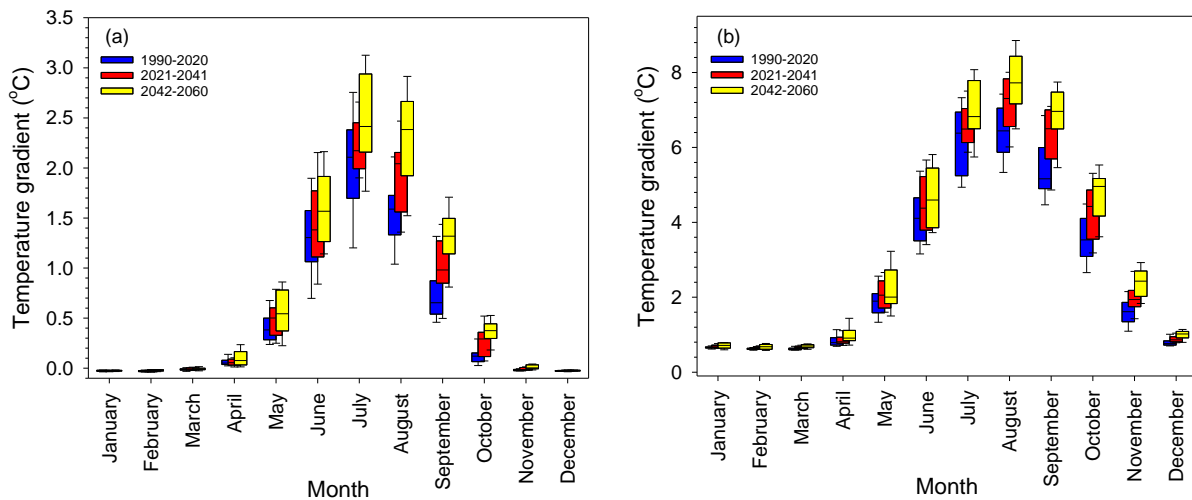 (a)
1990-2020
2021-2041
2042-2060
Temperature gradient (°C)
3.5
3.0
2.5
2.0
1.5
1.0
0.5
0.0
January
February
March
April
May
June
July
August
September
October
November
December
Month
(b)
1990-2020
2021-2041
2042-2060
Temperature gradient (°C)
8
6
4
2
0
January
February
March
April
May
June
July
August
September
October
November
December
Month